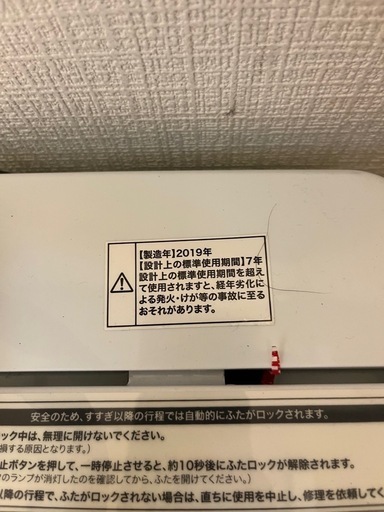 【製造年】2019年
【設計上の標準使用期間】7年
設計上の標準使用期間を超え
て使用されますと、経年劣化に
よる発火・けが等の事故に至る
おそれがあります。
安全のため、すすぎ以降の行程では自動的にふたがロックされます。
ック中は、無理に開けないでください。
損する原因となります。)
止ボタンを押して、一時停止させると、約10秒後にふたロックが解除されます。
のランプが消灯したのを確認してから、ふたを開けてください。)
以降の行程で、ふたがロックされない場合は、直ちに使用を中止し、修理を依頼して